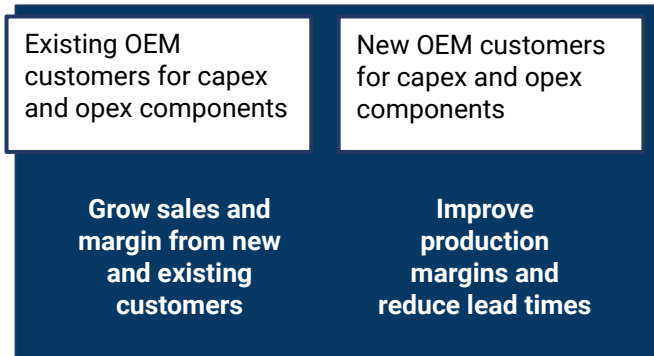 Existing OEM
customers for capex
and opex components
New OEM customers
for capex and opex
components
Grow sales and
margin from new
and existing
customers
Improve
production
margins and
reduce lead times